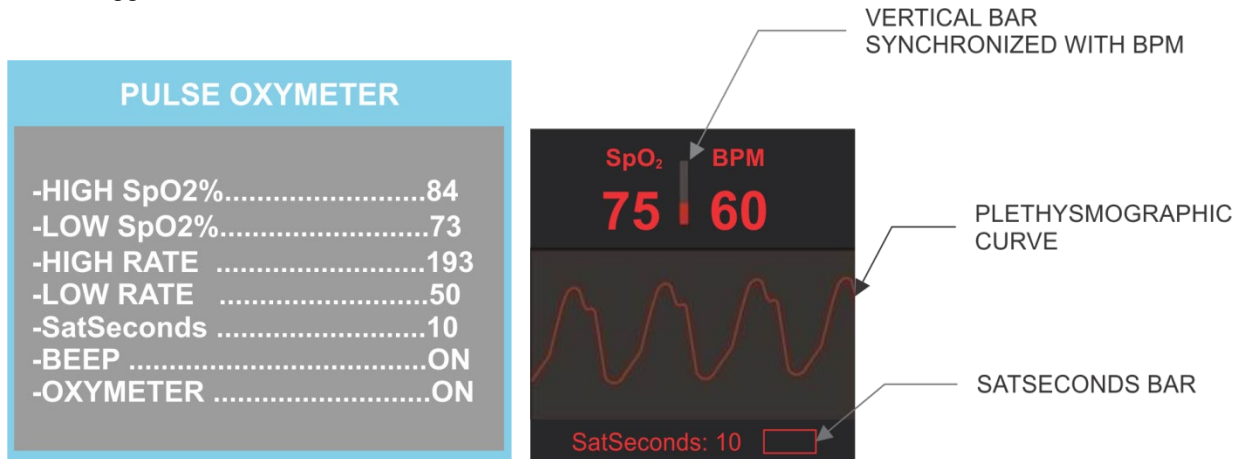 VERTICAL BAR
SYNCHRONIZED WITH BPM
PULSE OXYMETER
-HIGH SpO2%..........................84
-LOW SpO2%...........................73
-HIGH RATE ...........................193
-LOW RATE ...........................50
-SatSeconds ...........................10
-BEEP ......................................ON
-OXYMETER ...........................ON
SpO₂ BPM
75 60
PLETHYSMOGRAPHIC
CURVE
SATSECONDS BAR
SatSeconds: 10